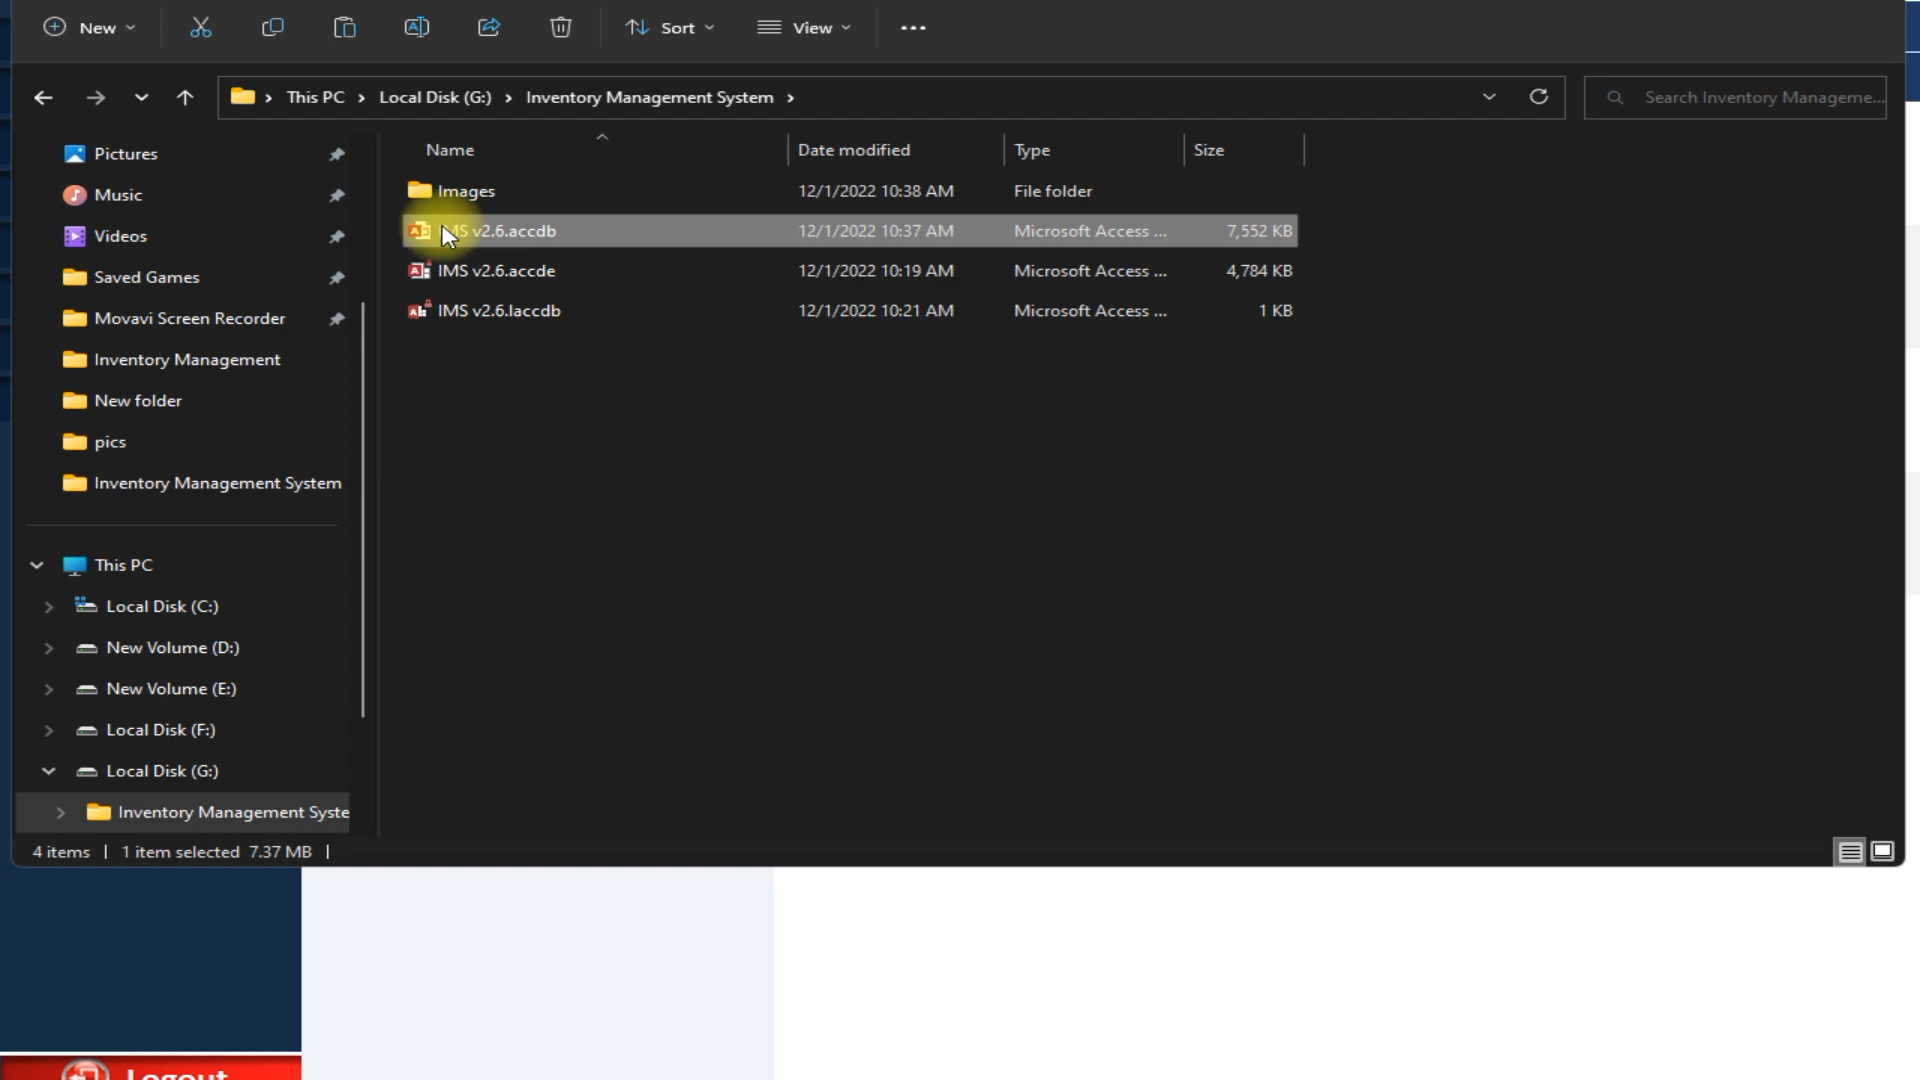 New Sort View
This PC Local Disk (G:) Inventory Management System Search Inventory Manageme...
Name Date modified Type Size
Pictures
Music
Videos
Saved Games
Movavi Screen Recorder
Inventory Management
New folder
pics
Inventory Management System
Images 12/1/2022 10:38 AM File folder
IMS v2.6.accdb 12/1/2022 10:37 AM Microsoft Access ... 7,552 KB
IMS v2.6.accde 12/1/2022 10:19 AM Microsoft Access ... 4,784 KB
IMS v2.6.laccdb 12/1/2022 10:21 AM Microsoft Access ... 1 KB
This PC
Local Disk (C:)
New Volume (D:)
New Volume (E:)
Local Disk (F:)
Local Disk (G:)
Inventory Management Syste
4 items | 1 item selected 7.37 MB |
Logout